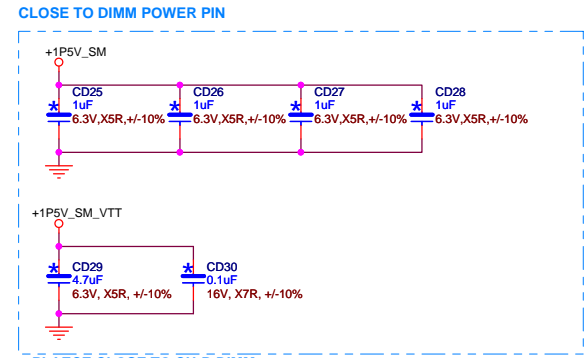 CLOSE TO DIMM POWER PIN
+1P5V_SM
CD25 CD26 CD27 CD28
1uF 1uF 1uF 1uF
6.3V,X5R,+/-10% 6.3V,X5R,+/-10% 6.3V,X5R,+/-10% 6.3V,X5R,+/-10%
+1P5V_SM_VTT
CD29 CD30
4.7uF 0.1uF
6.3V, X5R, +/-10% 16V, X7R, +/-10%